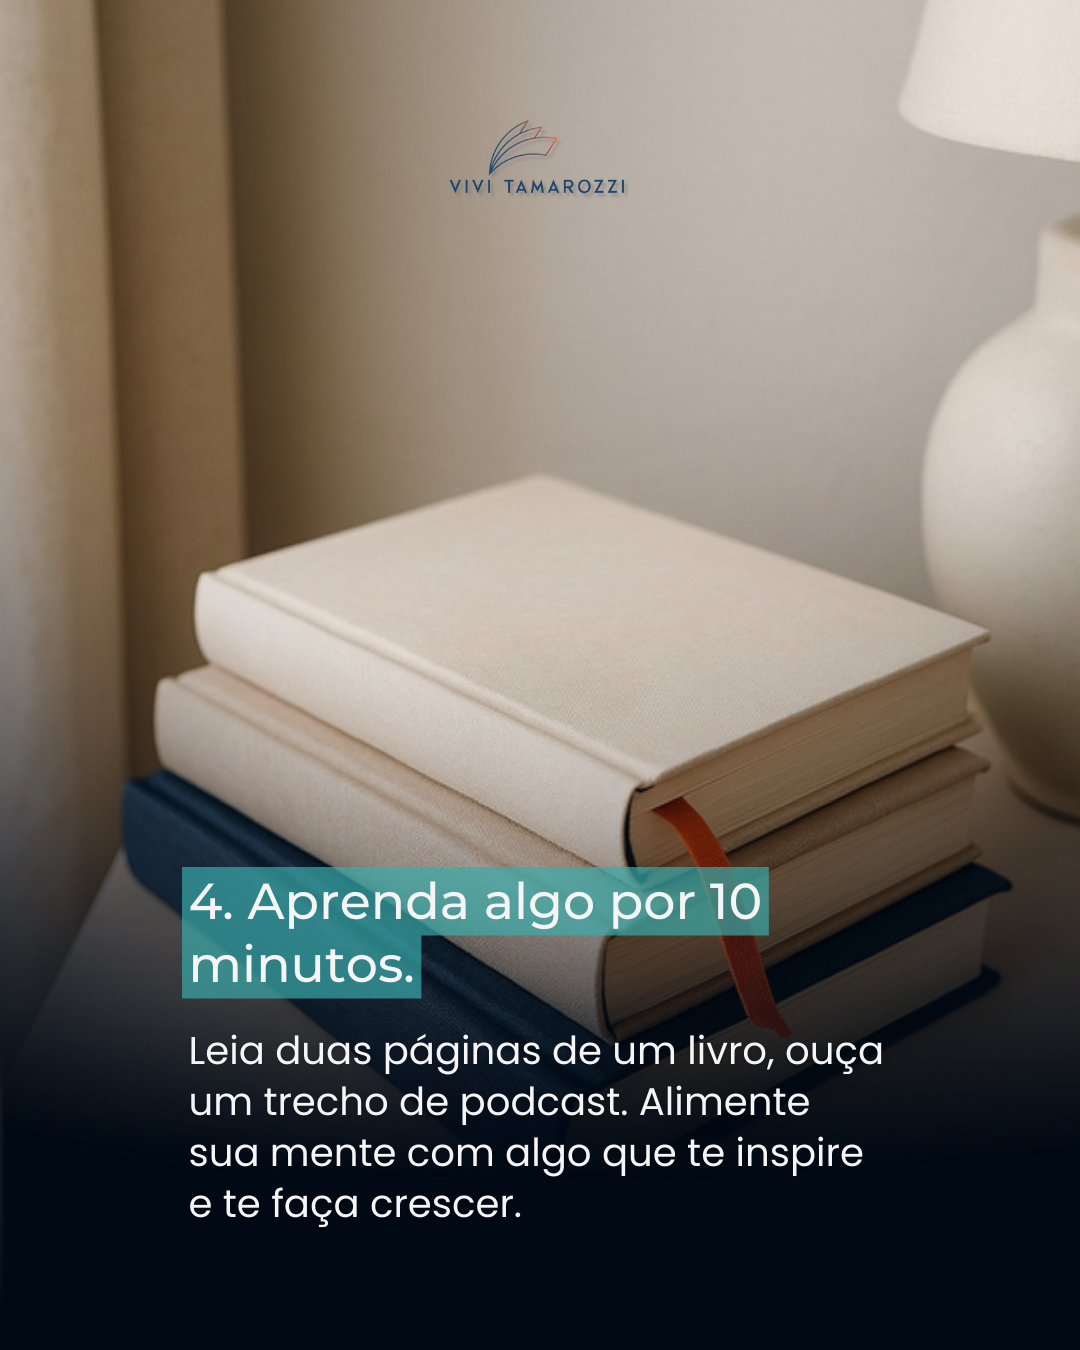 VIVI TAMAROZZI
4. Aprenda algo por 10
minutos.
Leia duas páginas de um livro, ouça
um trecho de podcast. Alimente
sua mente com algo que te inspire
e te faça crescer.